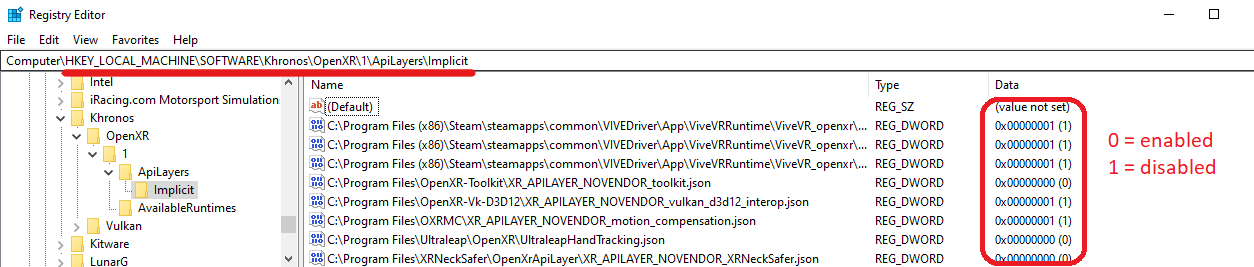 Registry Editor
File Edit View Favorites Help
Computer\HKEY_LOCAL_MACHINE\SOFTWARE\Khronos\OpenXR\1\ApiLayers\Implicit
Intel
iRacing.com Motorsport Simulations
Khronos
OpenXR
1
ApiLayers
Implicit
AvailableRuntimes
Vulkan
Kitware
LunarG
Name Type Data
(Default) REG_SZ (value not set)
C:\Program Files (x86)\Steam\steamapps\common\VIVEDriver\App\ViveVRRuntime\ViveVR_openxr\... REG_DWORD 0x00000001 (1)
C:\Program Files (x86)\Steam\steamapps\common\VIVEDriver\App\ViveVRRuntime\ViveVR_openxr\... REG_DWORD 0x00000001 (1)
C:\Program Files (x86)\Steam\steamapps\common\VIVEDriver\App\ViveVRRuntime\ViveVR_openxr\... REG_DWORD 0x00000001 (1)
C:\Program Files\OpenXR-Toolkit\XR_APILAYER_NOVENDOR_toolkit.json REG_DWORD 0x00000000 (0)
C:\Program Files\OpenXR-Vk-D3D12\XR_APILAYER_NOVENDOR_vulkan_d3d12_interop.json REG_DWORD 0x00000001 (1)
C:\Program Files\OXRMC\XR_APILAYER_NOVENDOR_motion_compensation.json REG_DWORD 0x00000001 (1)
C:\Program Files\Ultraleap\OpenXR\UltraleapHandTracking.json REG_DWORD 0x00000000 (0)
C:\Program Files\XRNeckSafer\OpenXrApiLayer\XR_APILAYER_NOVENDOR_XRNeckSafer.json REG_DWORD 0x00000000 (0)
0 = enabled
1 = disabled